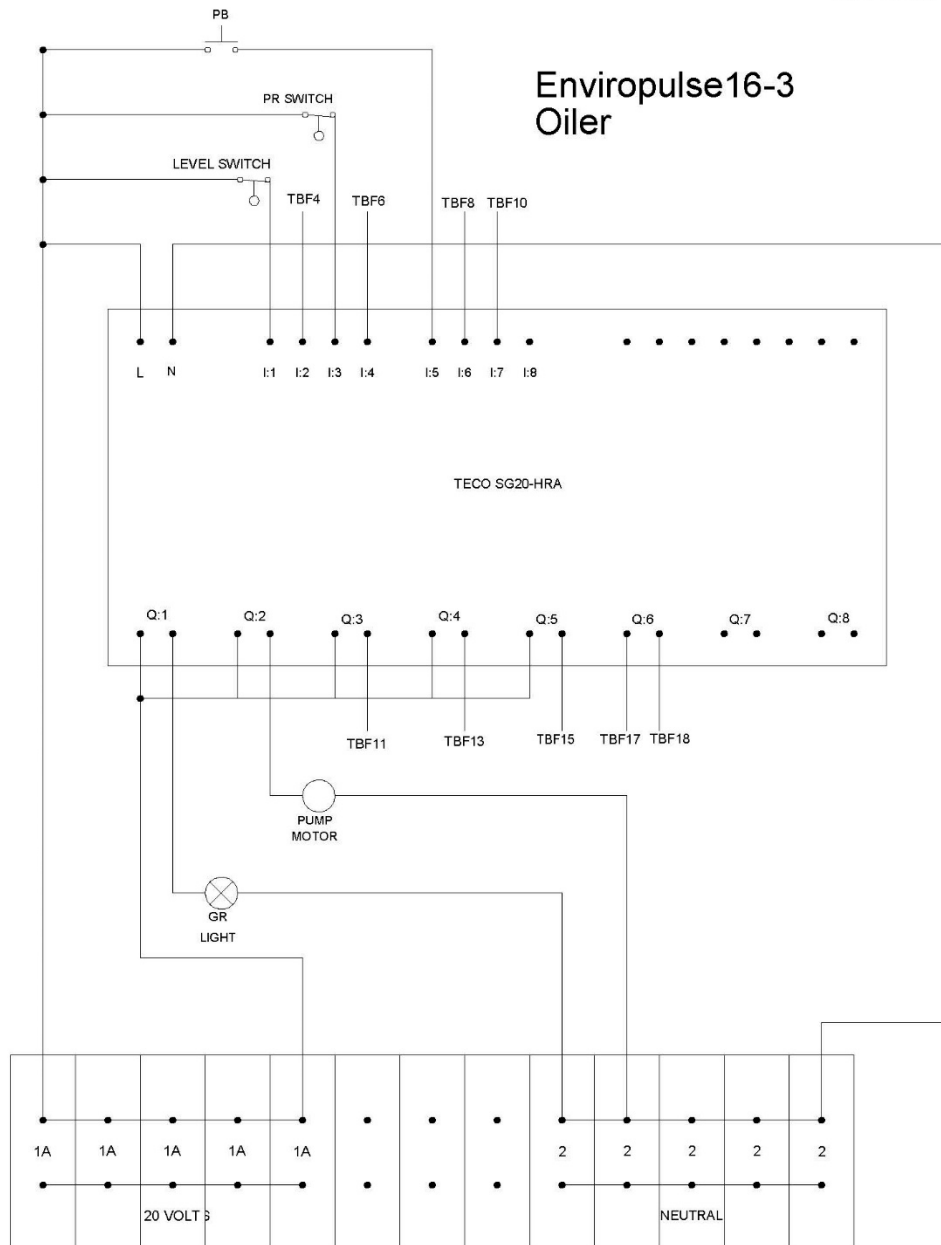 PB
Enviropulse16-3
Oiler
PR SWITCH
LEVEL SWITCH
TBF4 TBF6 TBF8 TBF10
L N I:1 I:2 I:3 I:4 I:5 I:6 I:7 I:8
TECO SG20-HRA
Q:1 Q:2 Q:3 Q:4 Q:5 Q:6 Q:7 Q:8
TBF11 TBF13 TBF15 TBF17 TBF18
PUMP
MOTOR
GR
LIGHT
1A 1A 1A 1A 1A 2 2 2 2 2
20 VOLTS NEUTRAL